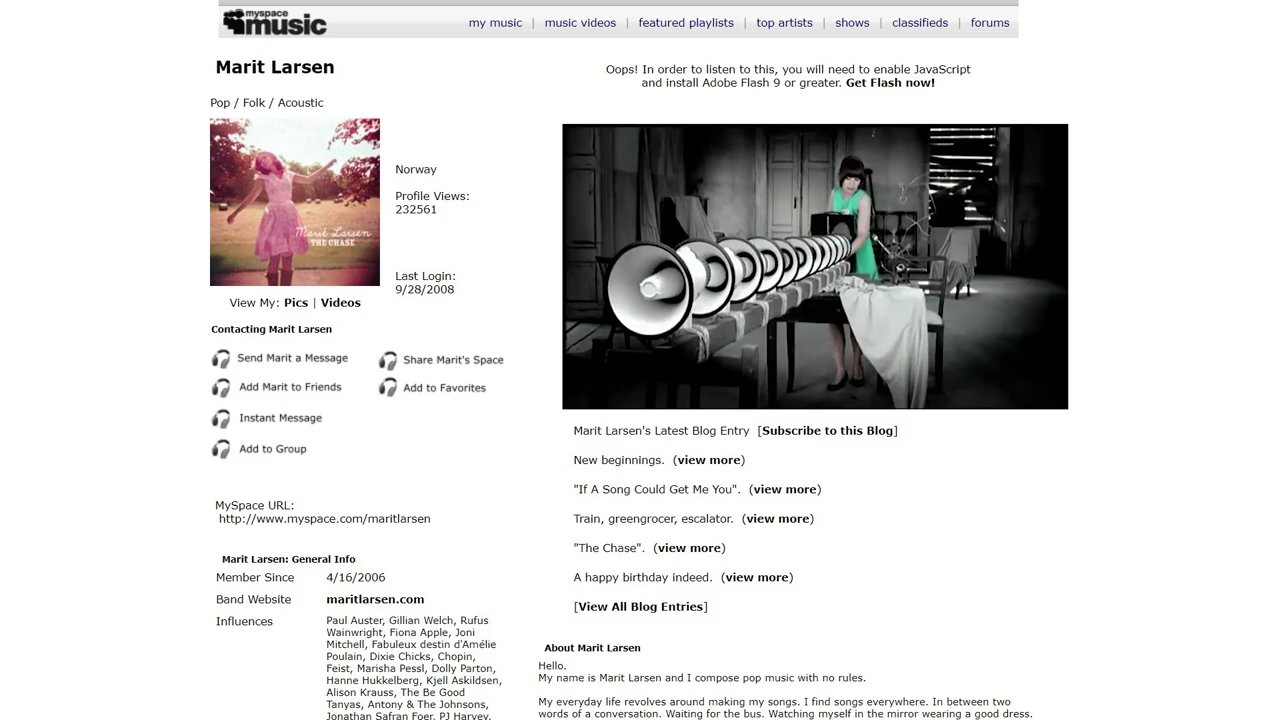 myspace
music
my music | music videos | featured playlists | top artists | shows | classifieds | forums
Marit Larsen
Pop / Folk / Acoustic
Marit Larsen
THE CHASE
Norway
Profile Views:
232561
Last Login:
9/28/2008
View My: Pics | Videos
Contacting Marit Larsen
Send Marit a Message
Share Marit's Space
Add Marit to Friends
Add to Favorites
Instant Message
Add to Group
MySpace URL:
http://www.myspace.com/maritlarsen
Marit Larsen: General Info
Member Since 4/16/2006
Band Website maritlarsen.com
Influences Paul Auster, Gillian Welch, Rufus
Wainwright, Fiona Apple, Joni
Mitchell, Fabuleux destin d'Amélie
Poulain, Dixie Chicks, Chopin,
Feist, Marisha Pessl, Dolly Parton,
Hanne Hukkelberg, Kjell Askildsen,
Alison Krauss, The Be Good
Tanyas, Antony & The Johnsons,
Jonathan Safran Foer, PJ Harvey,
Oops! In order to listen to this, you will need to enable JavaScript
and install Adobe Flash 9 or greater. Get Flash now!
Marit Larsen's Latest Blog Entry [Subscribe to this Blog]
New beginnings. (view more)
"If A Song Could Get Me You". (view more)
Train, greengrocer, escalator. (view more)
"The Chase". (view more)
A happy birthday indeed. (view more)
[View All Blog Entries]
About Marit Larsen
Hello.
My name is Marit Larsen and I compose pop music with no rules.
My everyday life revolves around making my songs. I find songs everywhere. In between two
words of a conversation. Waiting for the bus. Watching myself in the mirror wearing a good dress.